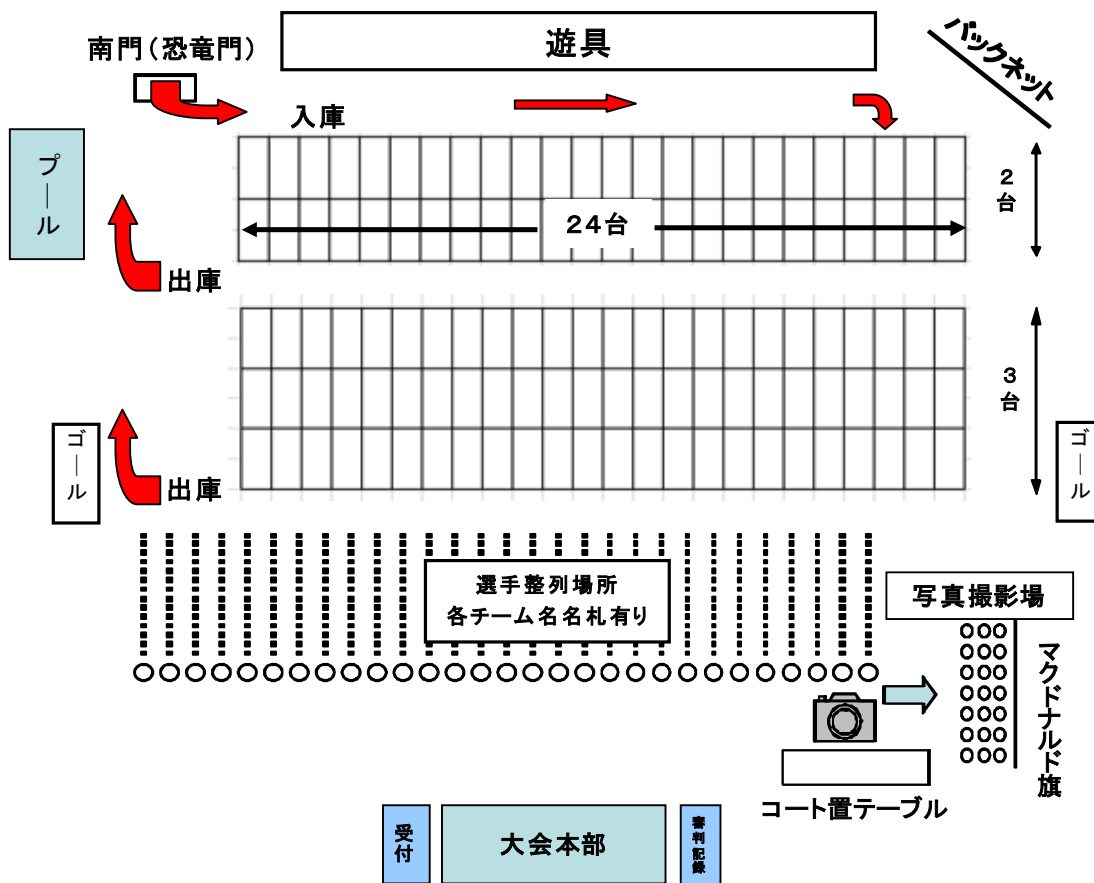 遊具
南門（恐竜門）
バックネット
入庫
プール
2台
24台
出庫
3台
ゴール
ゴール
出庫
選手整列場所
各チーム名名札有り
写真撮影場
マクドナルド旗
コート置テーブル
受付
大会本部
審判記録